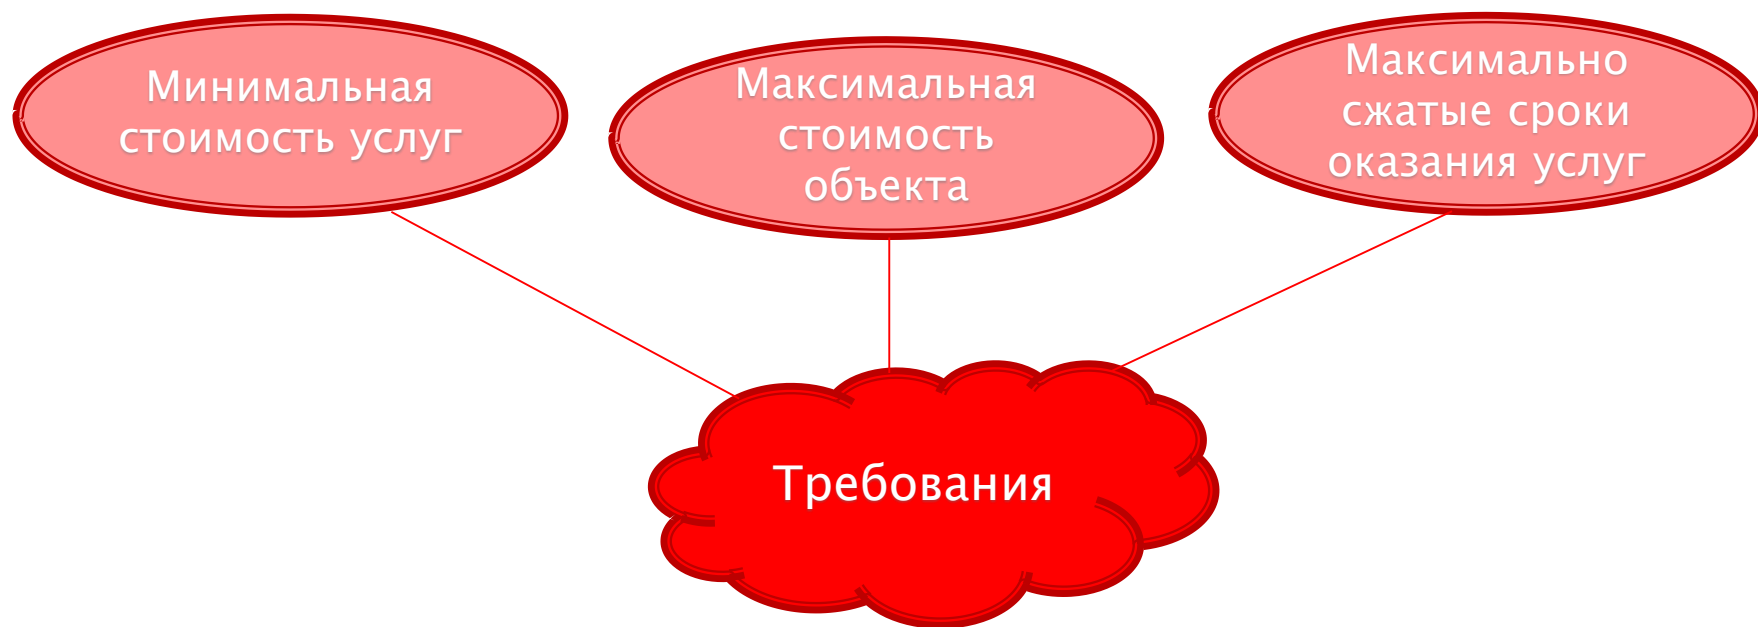 Минимальная
стоимость услуг
Максимальная
стоимость
объекта
Максимально
сжатые сроки
оказания услуг
Требования